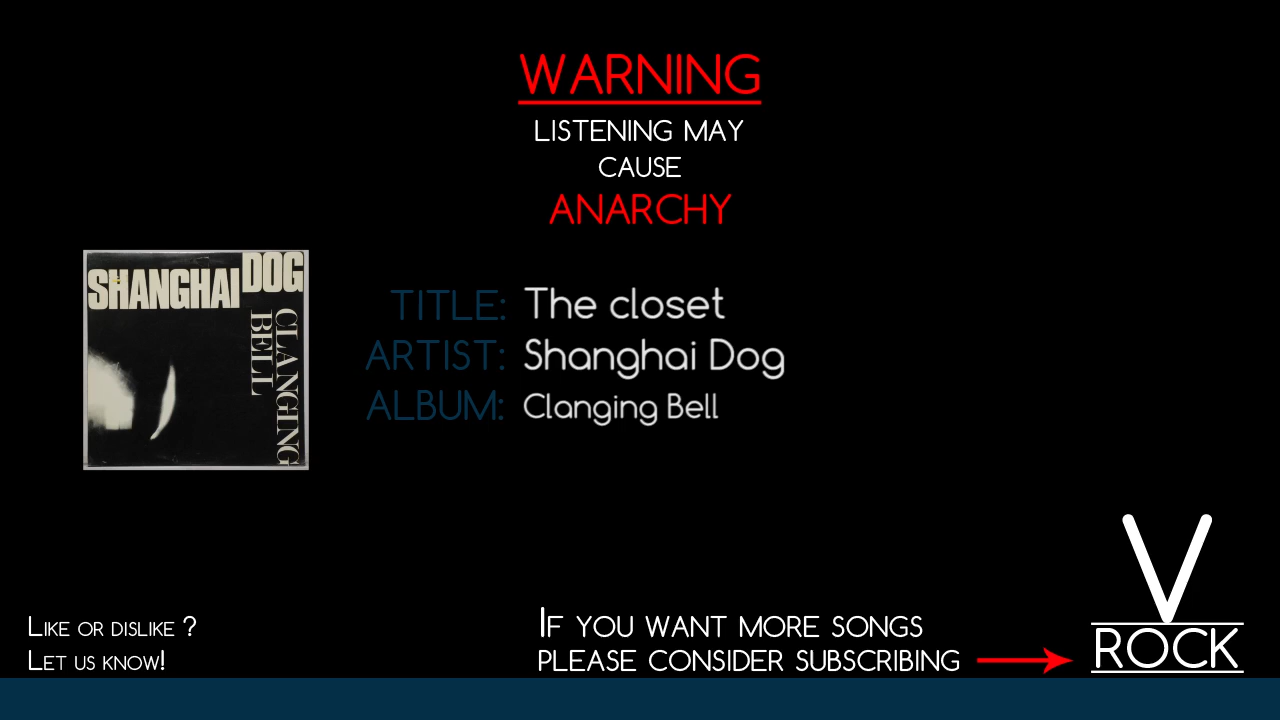 WARNING
LISTENING MAY
CAUSE
ANARCHY
SHANGHAI DOG
CLANGING
BELL
TITLE: The closet
ARTIST: Shanghai Dog
ALBUM: Clanging Bell
LIKE OR DISLIKE ?
LET US KNOW!
IF YOU WANT MORE SONGS
PLEASE CONSIDER SUBSCRIBING
V
ROCK